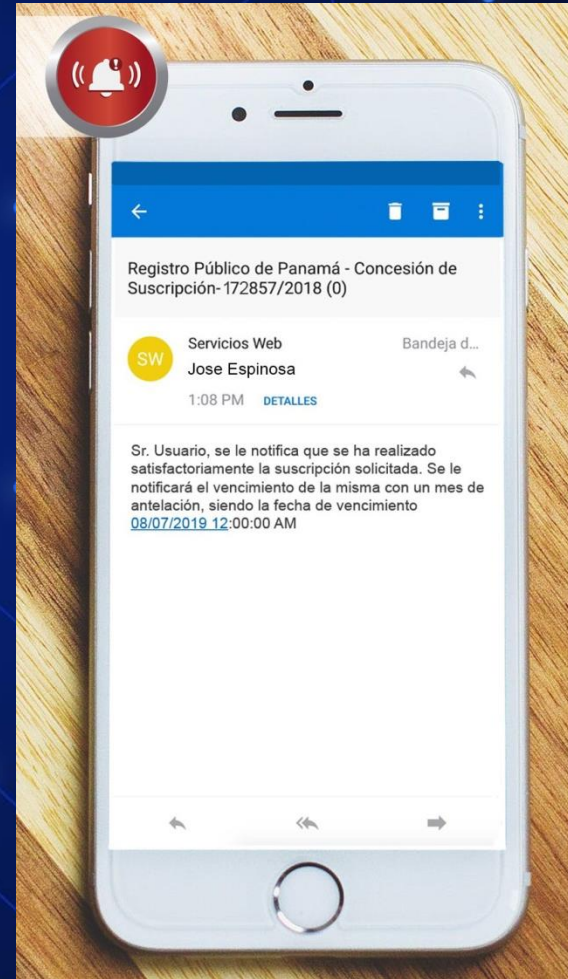 Registro Público de Panamá - Concesión de
Suscripción-172857/2018 (0)
SW
Servicios Web
Bandeja d...
Jose Espinosa
1:08 PM DETALLES
Sr. Usuario, se le notifica que se ha realizado
satisfactoriamente la suscripción solicitada. Se le
notificará el vencimiento de la misma con un mes de
antelación, siendo la fecha de vencimiento
08/07/2019 12:00:00 AM